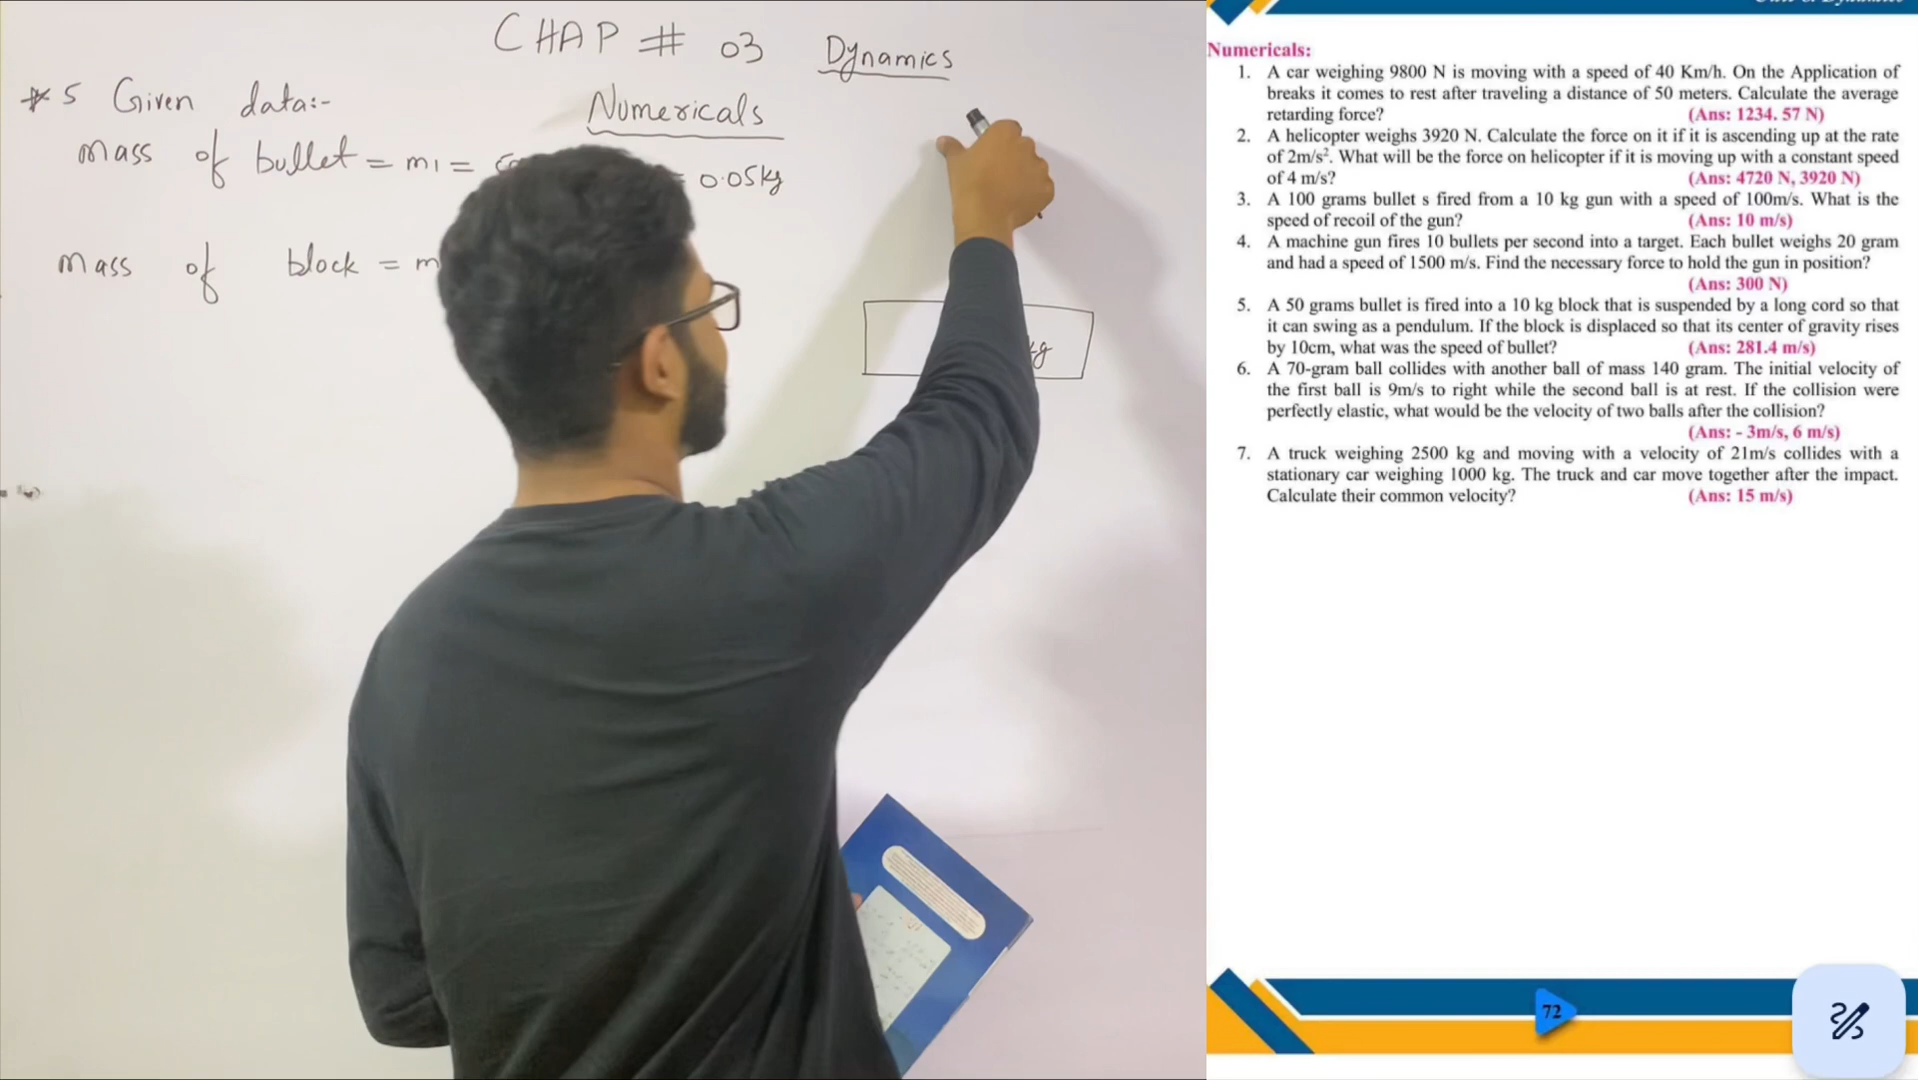 CHAP # 03 Dynamics
Numericals
* 5 Given data:-
mass of bullet = m1 =
= 0.05kg
mass of block = m
kg
Numericals:
1. A car weighing 9800 N is moving with a speed of 40 Km/h. On the Application of
breaks it comes to rest after traveling a distance of 50 meters. Calculate the average
retarding force? (Ans: 1234. 57 N)
2. A helicopter weighs 3920 N. Calculate the force on it if it is ascending up at the rate
of 2m/s². What will be the force on helicopter if it is moving up with a constant speed
of 4 m/s? (Ans: 4720 N, 3920 N)
3. A 100 grams bullet s fired from a 10 kg gun with a speed of 100m/s. What is the
speed of recoil of the gun? (Ans: 10 m/s)
4. A machine gun fires 10 bullets per second into a target. Each bullet weighs 20 gram
and had a speed of 1500 m/s. Find the necessary force to hold the gun in position?
(Ans: 300 N)
5. A 50 grams bullet is fired into a 10 kg block that is suspended by a long cord so that
it can swing as a pendulum. If the block is displaced so that its center of gravity rises
by 10cm, what was the speed of bullet? (Ans: 281.4 m/s)
6. A 70-gram ball collides with another ball of mass 140 gram. The initial velocity of
the first ball is 9m/s to right while the second ball is at rest. If the collision were
perfectly elastic, what would be the velocity of two balls after the collision?
(Ans: - 3m/s, 6 m/s)
7. A truck weighing 2500 kg and moving with a velocity of 21m/s collides with a
stationary car weighing 1000 kg. The truck and car move together after the impact.
Calculate their common velocity? (Ans: 15 m/s)
72